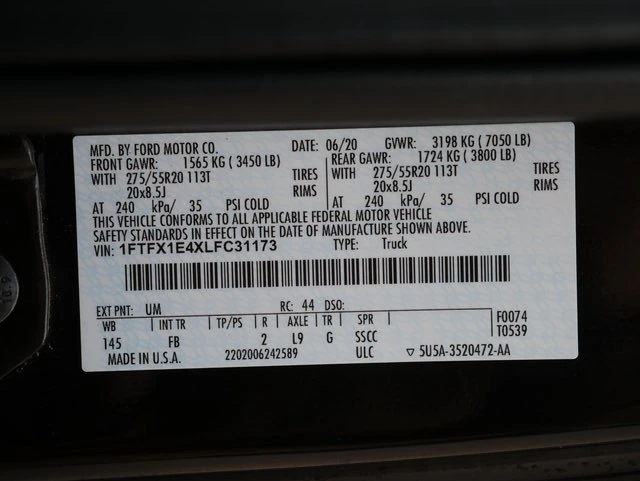 MFD. BY FORD MOTOR CO. DATE: 06/20 GVWR: 3198 KG ( 7050 LB)
FRONT GAWR: 1565 KG ( 3450 LB) REAR GAWR: 1724 KG ( 3800 LB)
WITH 275/55R20 113T TIRES WITH 275/55R20 113T TIRES
20x8.5J RIMS 20x8.5J RIMS
AT 240 kPa/ 35 PSI COLD AT 240 kPa/ 35 PSI COLD
THIS VEHICLE CONFORMS TO ALL APPLICABLE FEDERAL MOTOR VEHICLE
SAFETY STANDARDS IN EFFECT ON THE DATE OF MANUFACTURE SHOWN ABOVE.
VIN: 1FTFX1E4XLFC31173 TYPE: Truck
EXT PNT: UM RC: 44 DSO: F0074
WB INT TR TP/PS R AXLE TR SPR T0539
145 FB 2 L9 G SSCC
MADE IN U.S.A. 2202006242589 ULC ▽ 5U5A-3520472-AA